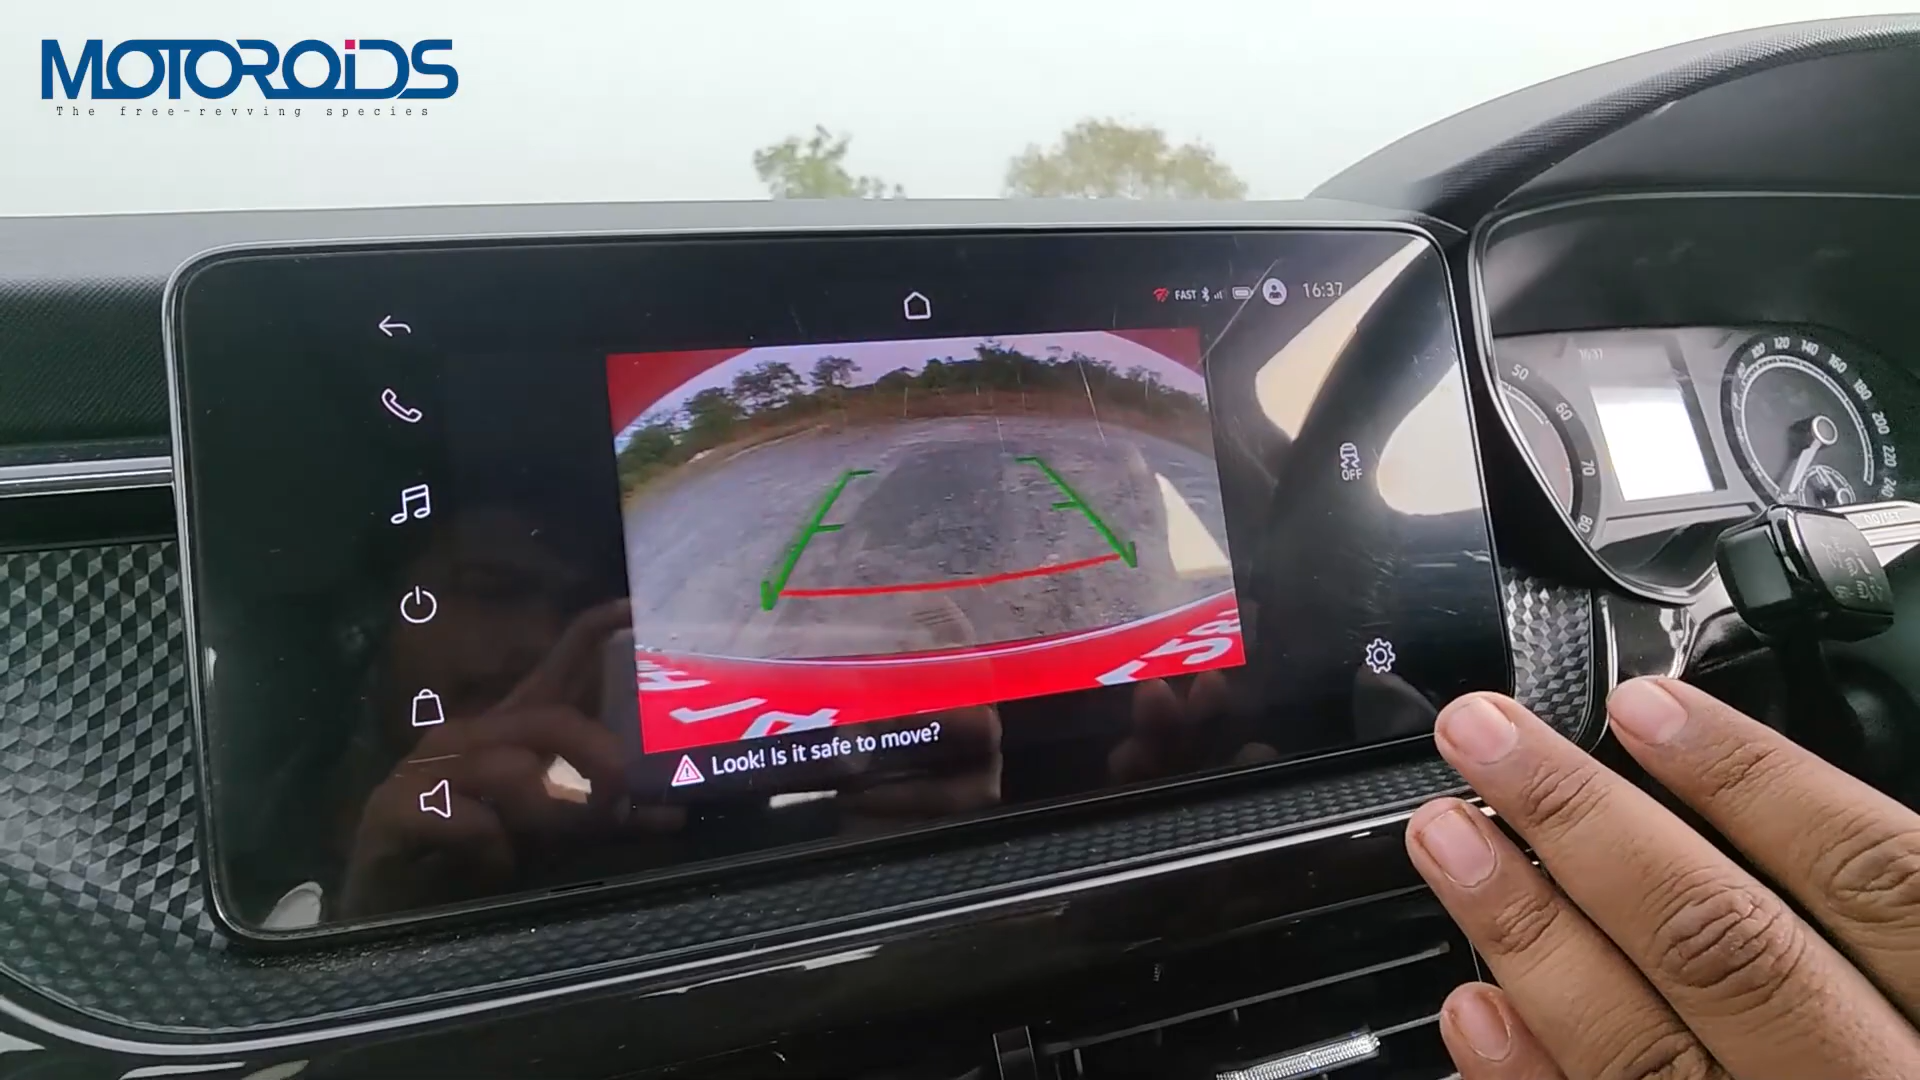 MOTOROiDS
The free-revving species
FAST
16:37
OFF
Look! Is it safe to move?
50
60
70
80
100
120
140
160
180
200
220
240